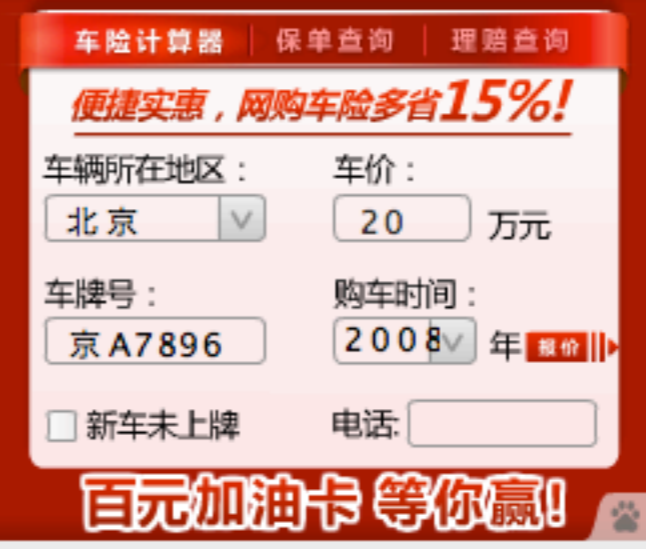 车险计算器 保单查询 理赔查询
便捷实惠，网购车险多省15%!
车辆所在地区： 车价：
北京 20 万元
车牌号： 购车时间：
京A7896 2008 年 报价
新车未上牌 电话:
百元加油卡 等你赢!